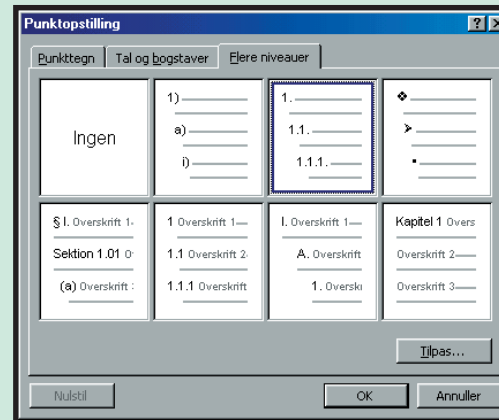 Punktopstilling
Punkttegn Tal og bogstaver Flere niveauer
Ingen
1)
a)
i)
1.
1.1.
1.1.1.
§ I. Overskrift 1
Sektion 1.01
(a) Overskrift
1 Overskrift 1
1.1 Overskrift 2
1.1.1 Overskrift
I. Overskrift 1
A. Overskrift
1. Overskr
Kapitel 1 Overs
Overskrift 2
Overskrift 3
Tilpas...
Nulstil OK Annuller